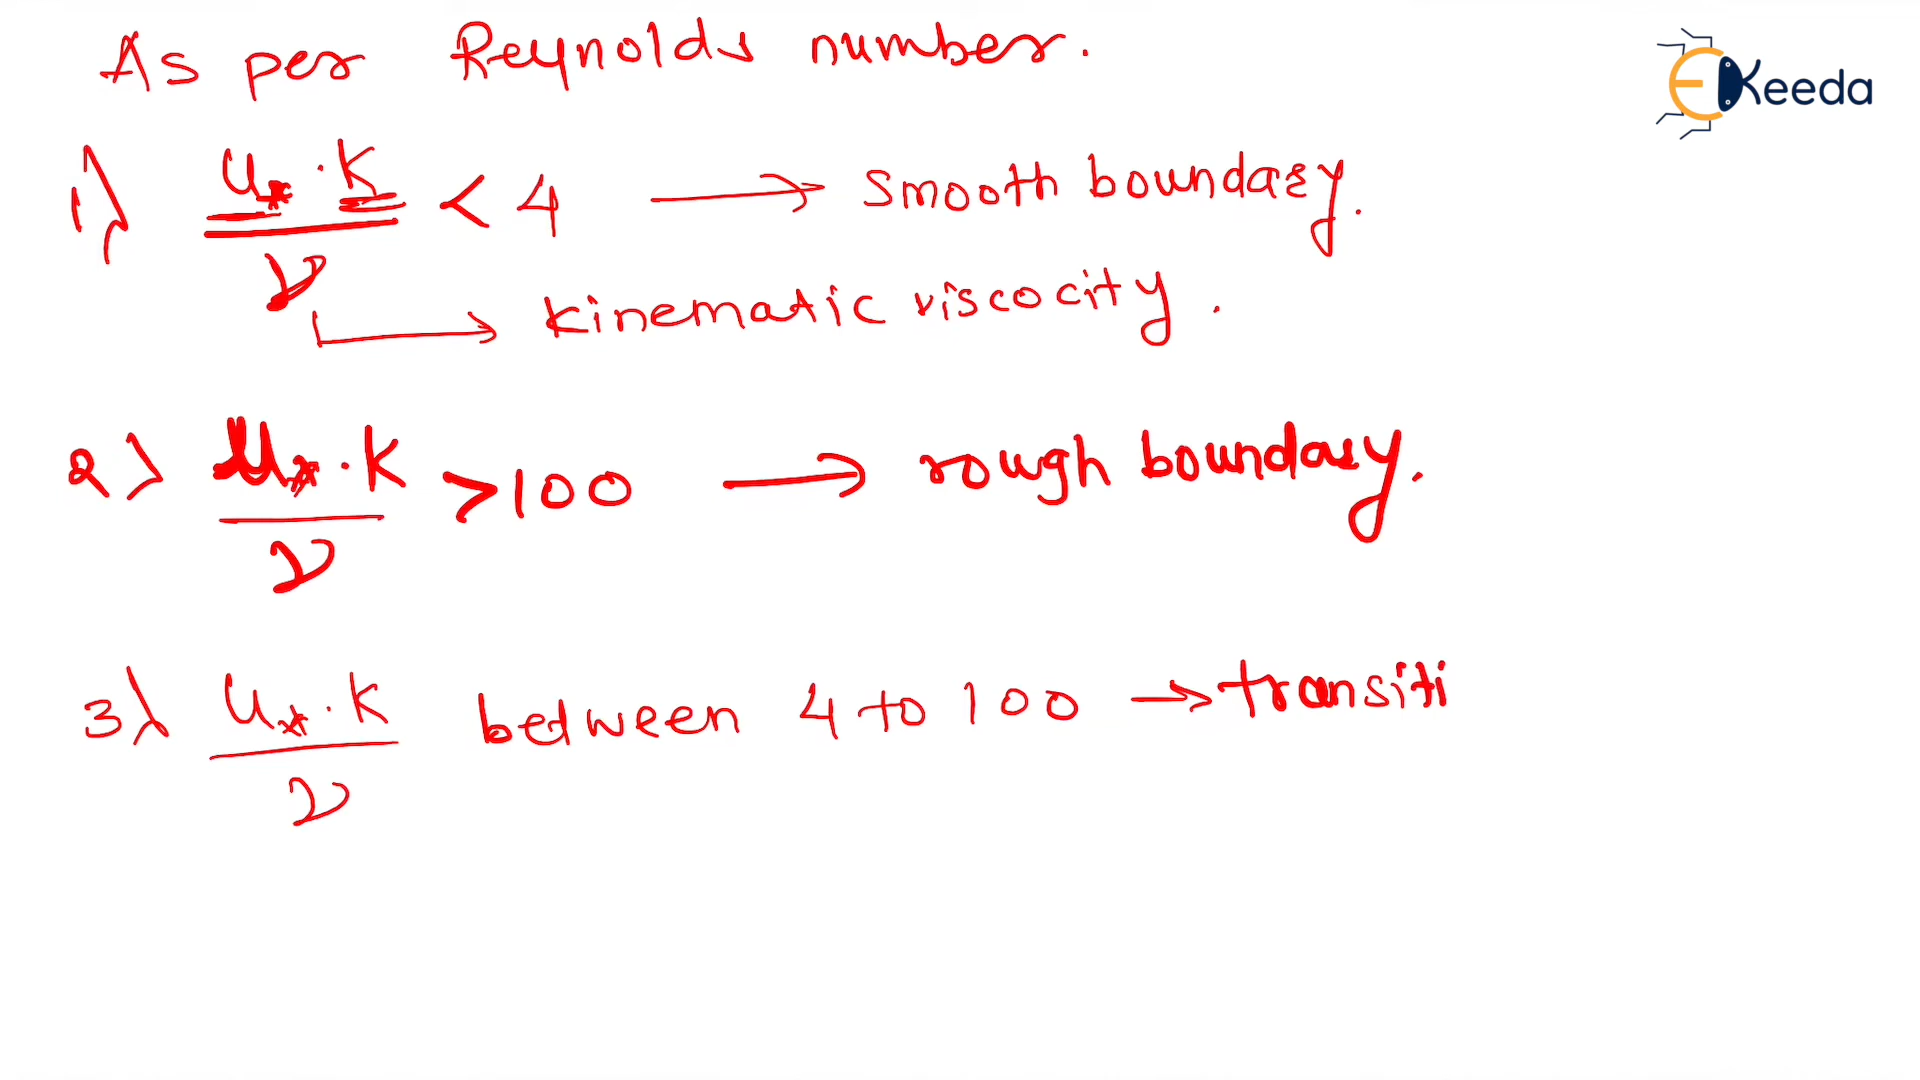 As per Reynolds number.
EKeeda
1) u* . K / ν < 4 → smooth boundary.
→ kinematic viscocity.
2) u* . K / ν > 100 → rough boundary.
3) u* . K / ν between 4 to 100 → transiti